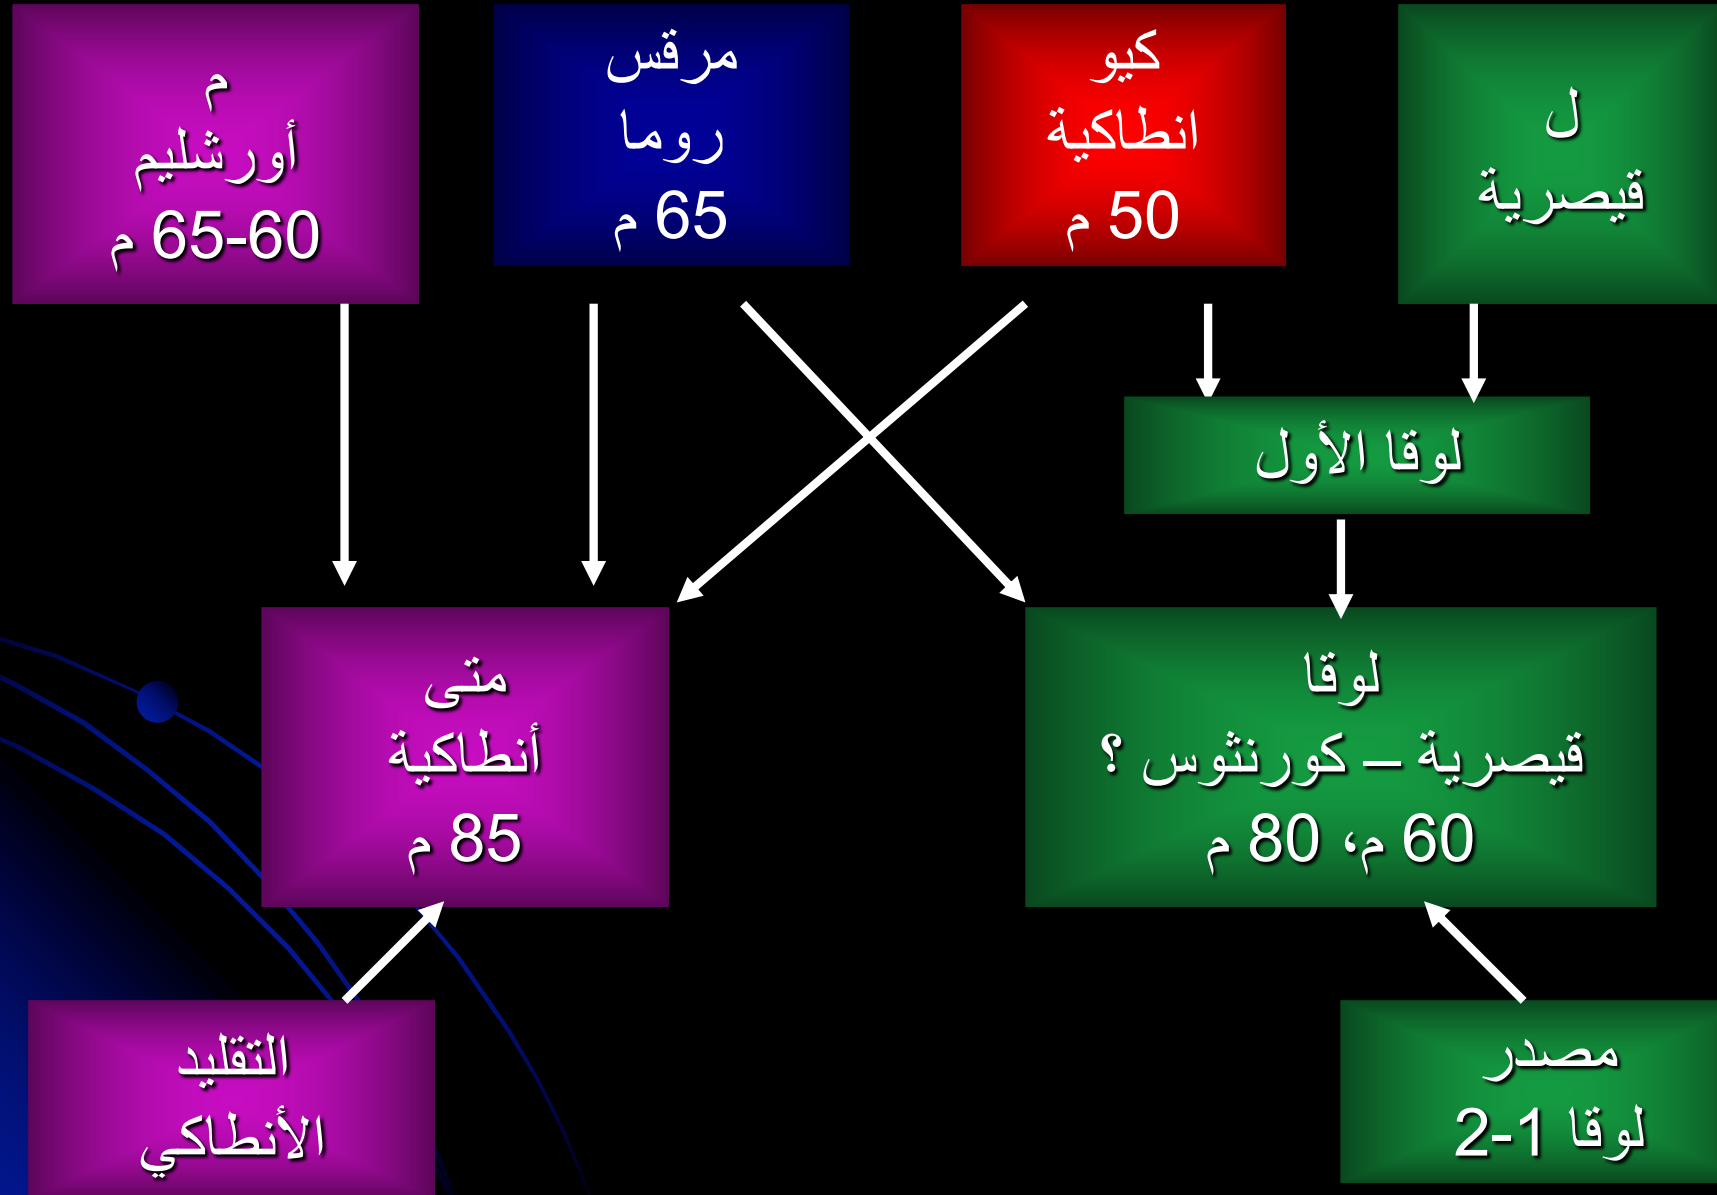 م
أورشليم
60-65 م
مرقس
روما
65 م
كيو
انطاكية
50 م
ل
قيصرية
لوقا الأول
متى
أنطاكية
85 م
لوقا
قيصرية – كورنثوس ؟
60 م، 80 م
التقليد
الأنطاكي
مصدر
لوقا 1-2